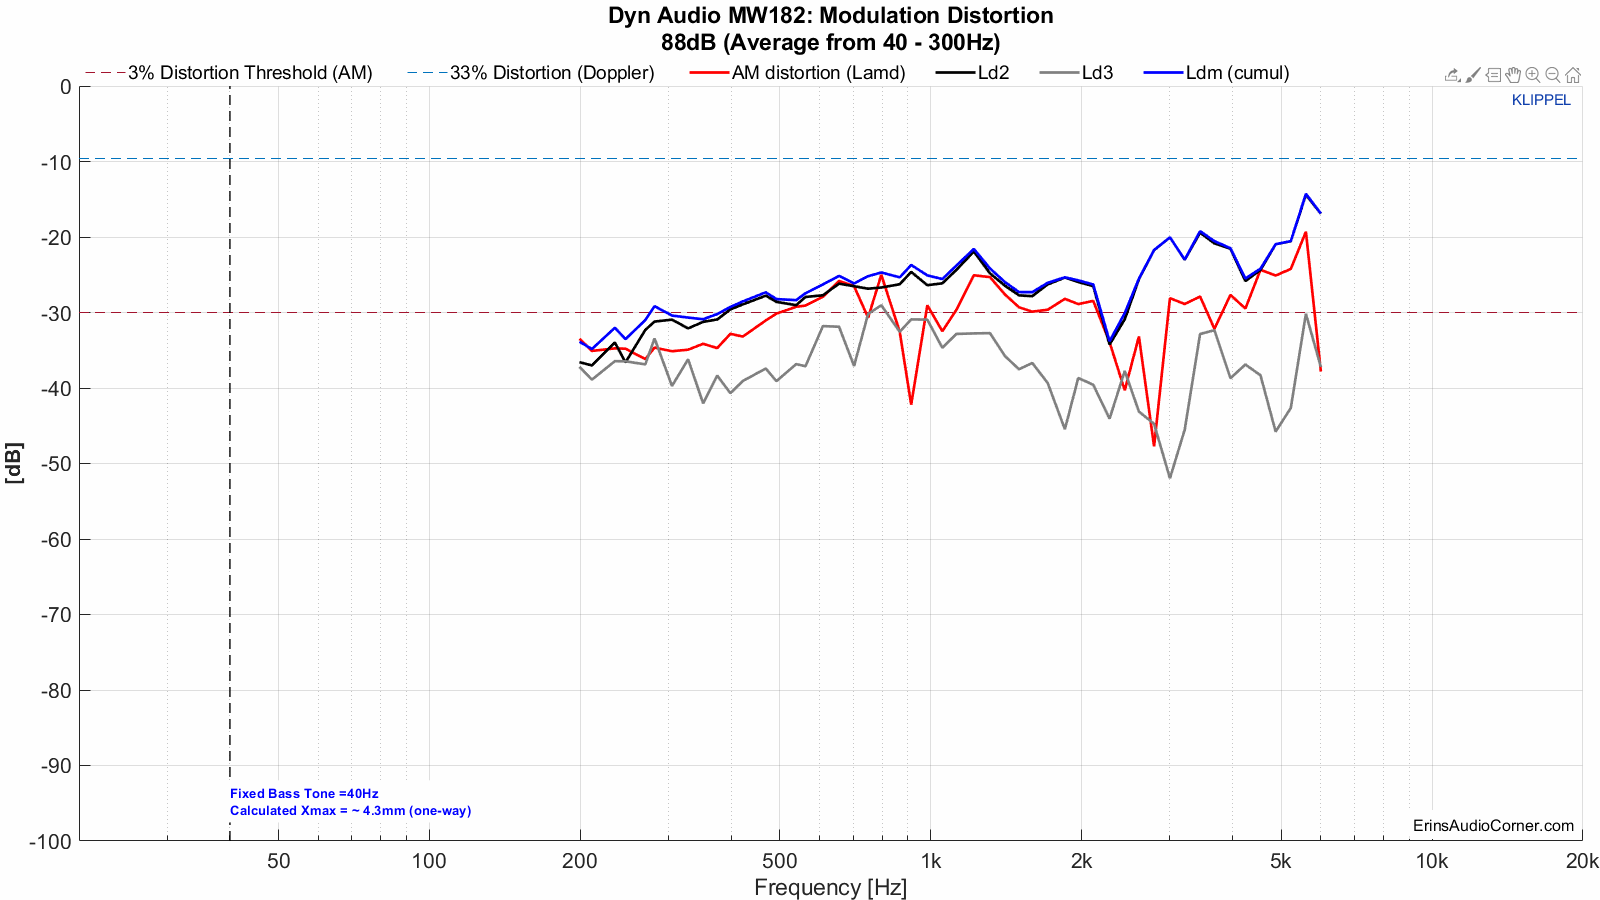 Dyn Audio MW182: Modulation Distortion
88dB (Average from 40 - 300Hz)
3% Distortion Threshold (AM) 33% Distortion (Doppler) AM distortion (Lamd) Ld2 Ld3 Ldm (cumul)
KLIPPEL
0
-10
-20
-30
-40
-50
-60
-70
-80
-90
-100
[dB]
Fixed Bass Tone =40Hz
Calculated Xmax = ~ 4.3mm (one-way)
ErinsAudioCorner.com
50 100 200 500 1k 2k 5k 10k 20k
Frequency [Hz]